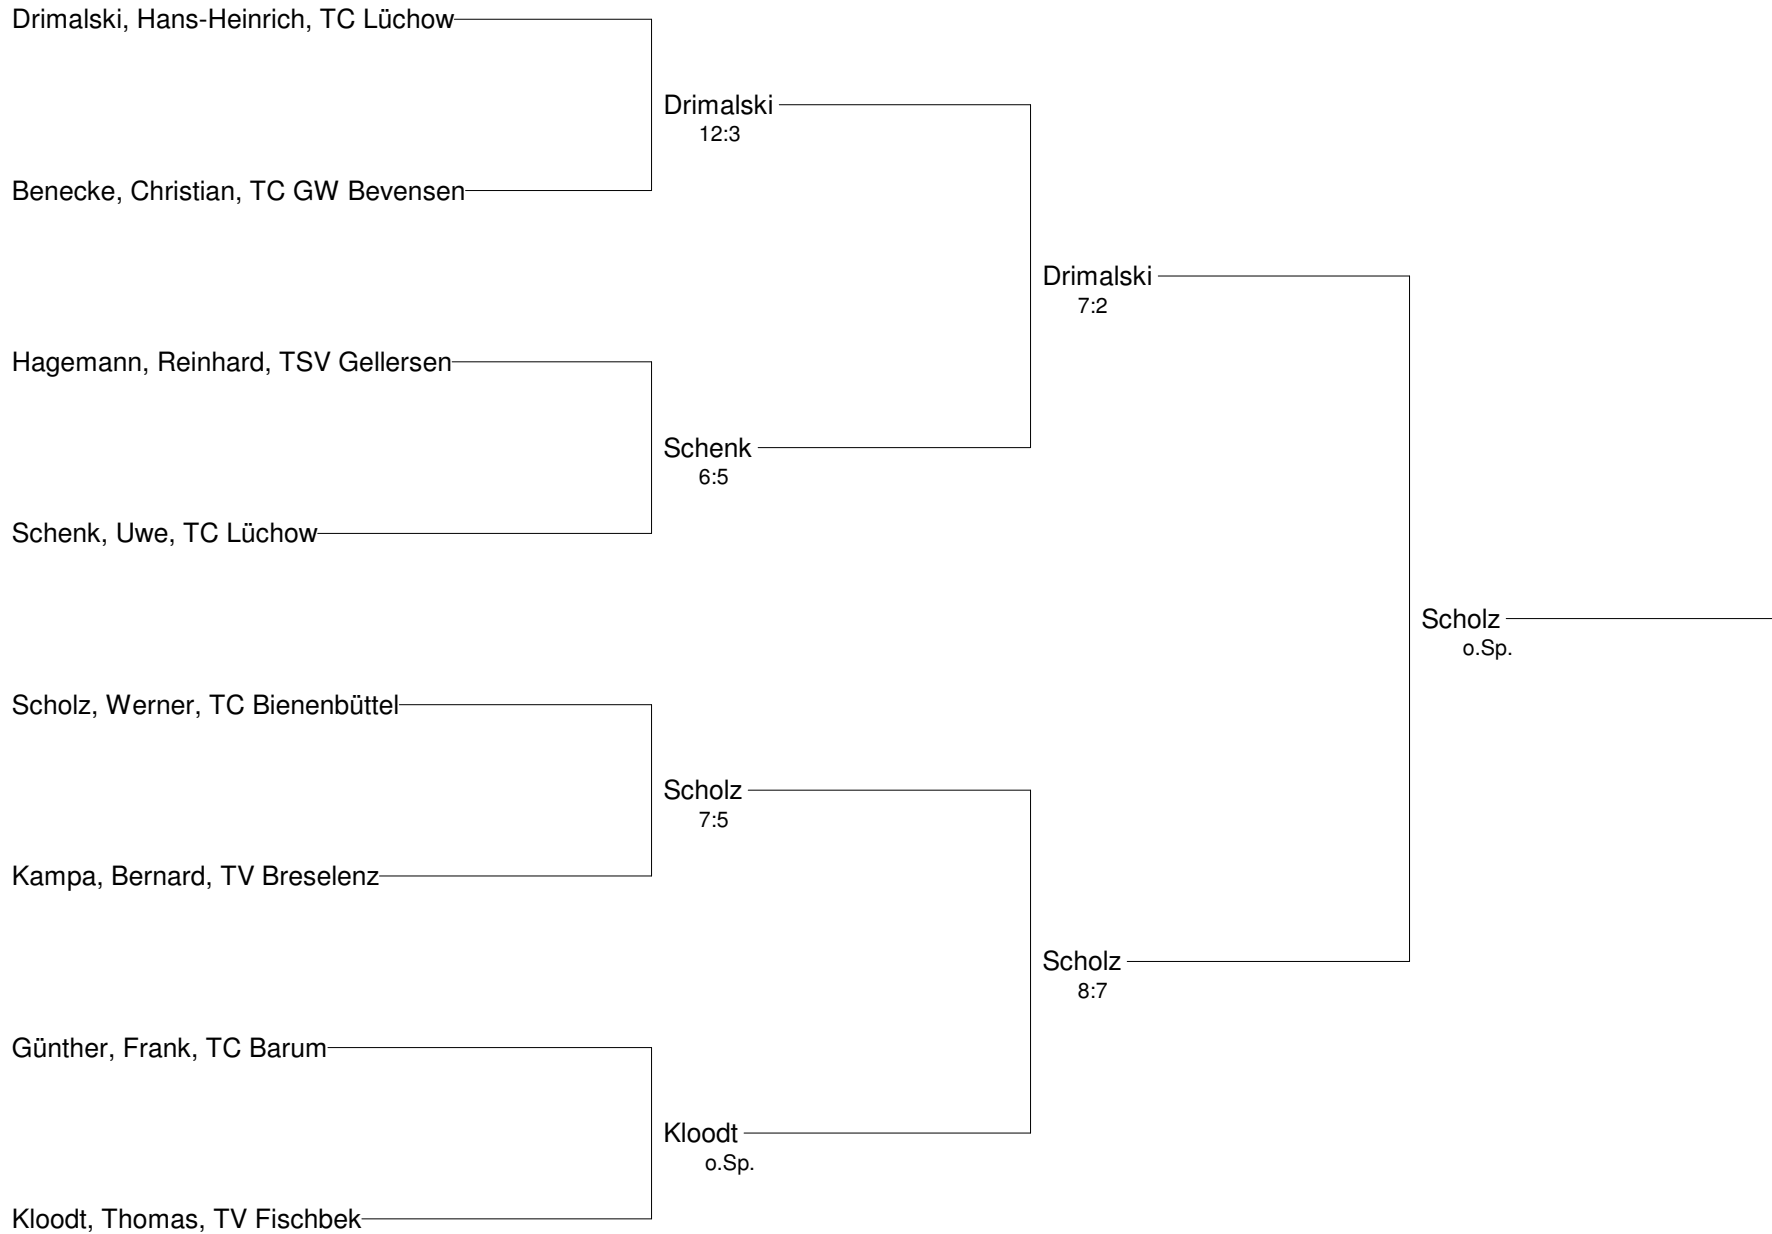 Drimalski, Hans-Heinrich, TC Lüchow
Drimalski
12:3
Benecke, Christian, TC GW Bevensen
Drimalski
7:2
Hagemann, Reinhard, TSV Gellersen
Schenk
6:5
Schenk, Uwe, TC Lüchow
Scholz
o.Sp.
Scholz, Werner, TC Bienenbüttel
Scholz
7:5
Kampa, Bernard, TV Breselenz
Scholz
8:7
Günther, Frank, TC Barum
Kloodt
o.Sp.
Kloodt, Thomas, TV Fischbek